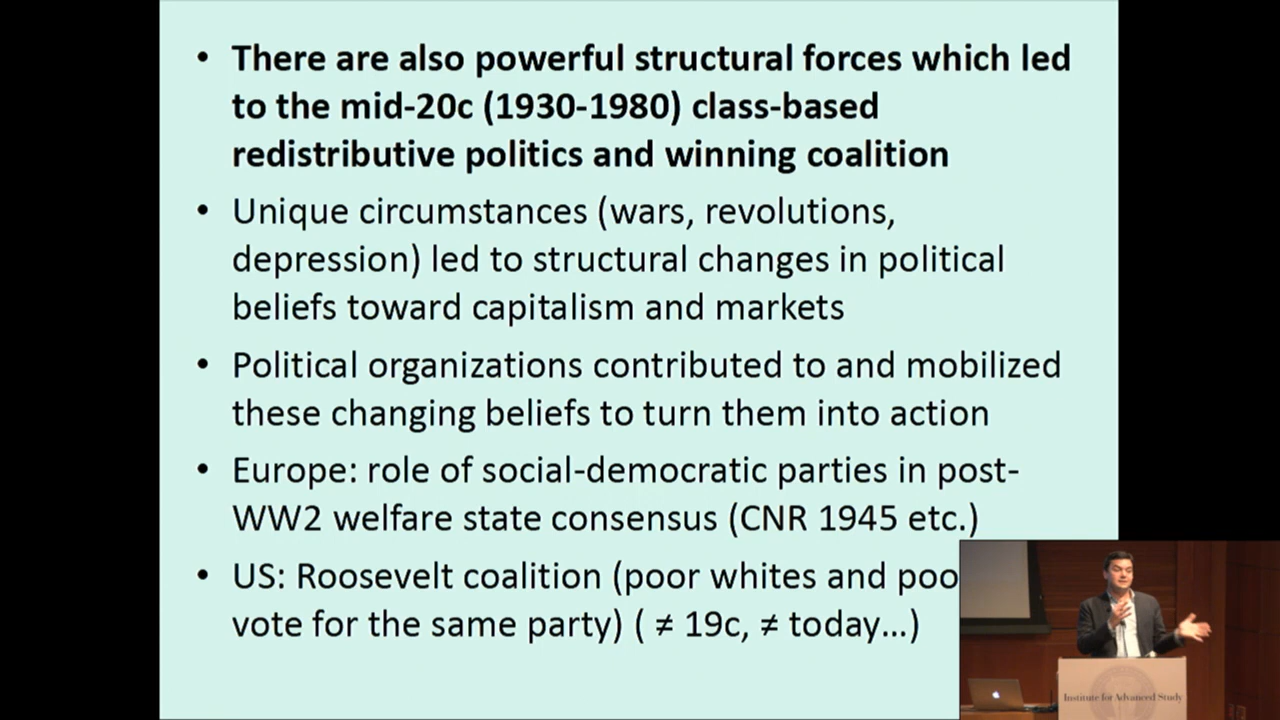 • There are also powerful structural forces which led
to the mid-20c (1930-1980) class-based
redistributive politics and winning coalition
• Unique circumstances (wars, revolutions,
depression) led to structural changes in political
beliefs toward capitalism and markets
• Political organizations contributed to and mobilized
these changing beliefs to turn them into action
• Europe: role of social-democratic parties in post-
WW2 welfare state consensus (CNR 1945 etc.)
• US: Roosevelt coalition (poor whites and poo
vote for the same party) ( ≠ 19c, ≠ today...)
Institute for Advanced Study